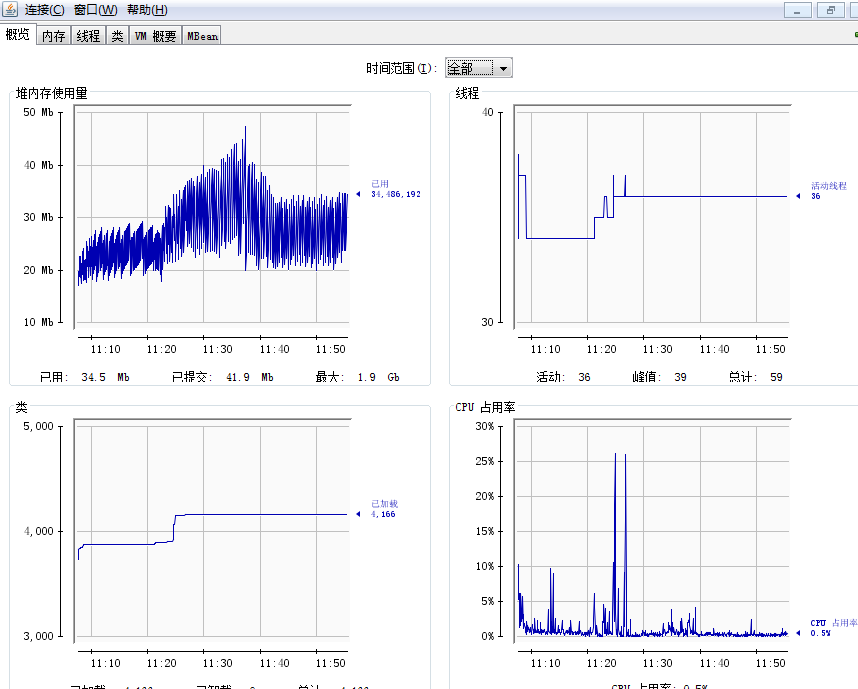 连接(C) 窗口(W) 帮助(H)
概览 内存 线程 类 VM 概要 MBean
时间范围(I): 全部
堆内存使用量
50 Mb
40 Mb
30 Mb
20 Mb
10 Mb
已用
34,486,192
11:10 11:20 11:30 11:40 11:50
已用: 34.5 Mb 已提交: 41.9 Mb 最大: 1.9 Gb
线程
40
30
活动线程
36
11:10 11:20 11:30 11:40 11:50
活动: 36 峰值: 39 总计: 59
类
5,000
4,000
3,000
已加载
4,166
11:10 11:20 11:30 11:40 11:50
CPU 占用率
30%
25%
20%
15%
10%
5%
0%
CPU 占用率
0.5%
11:10 11:20 11:30 11:40 11:50
CPU 占用率: 0.5%